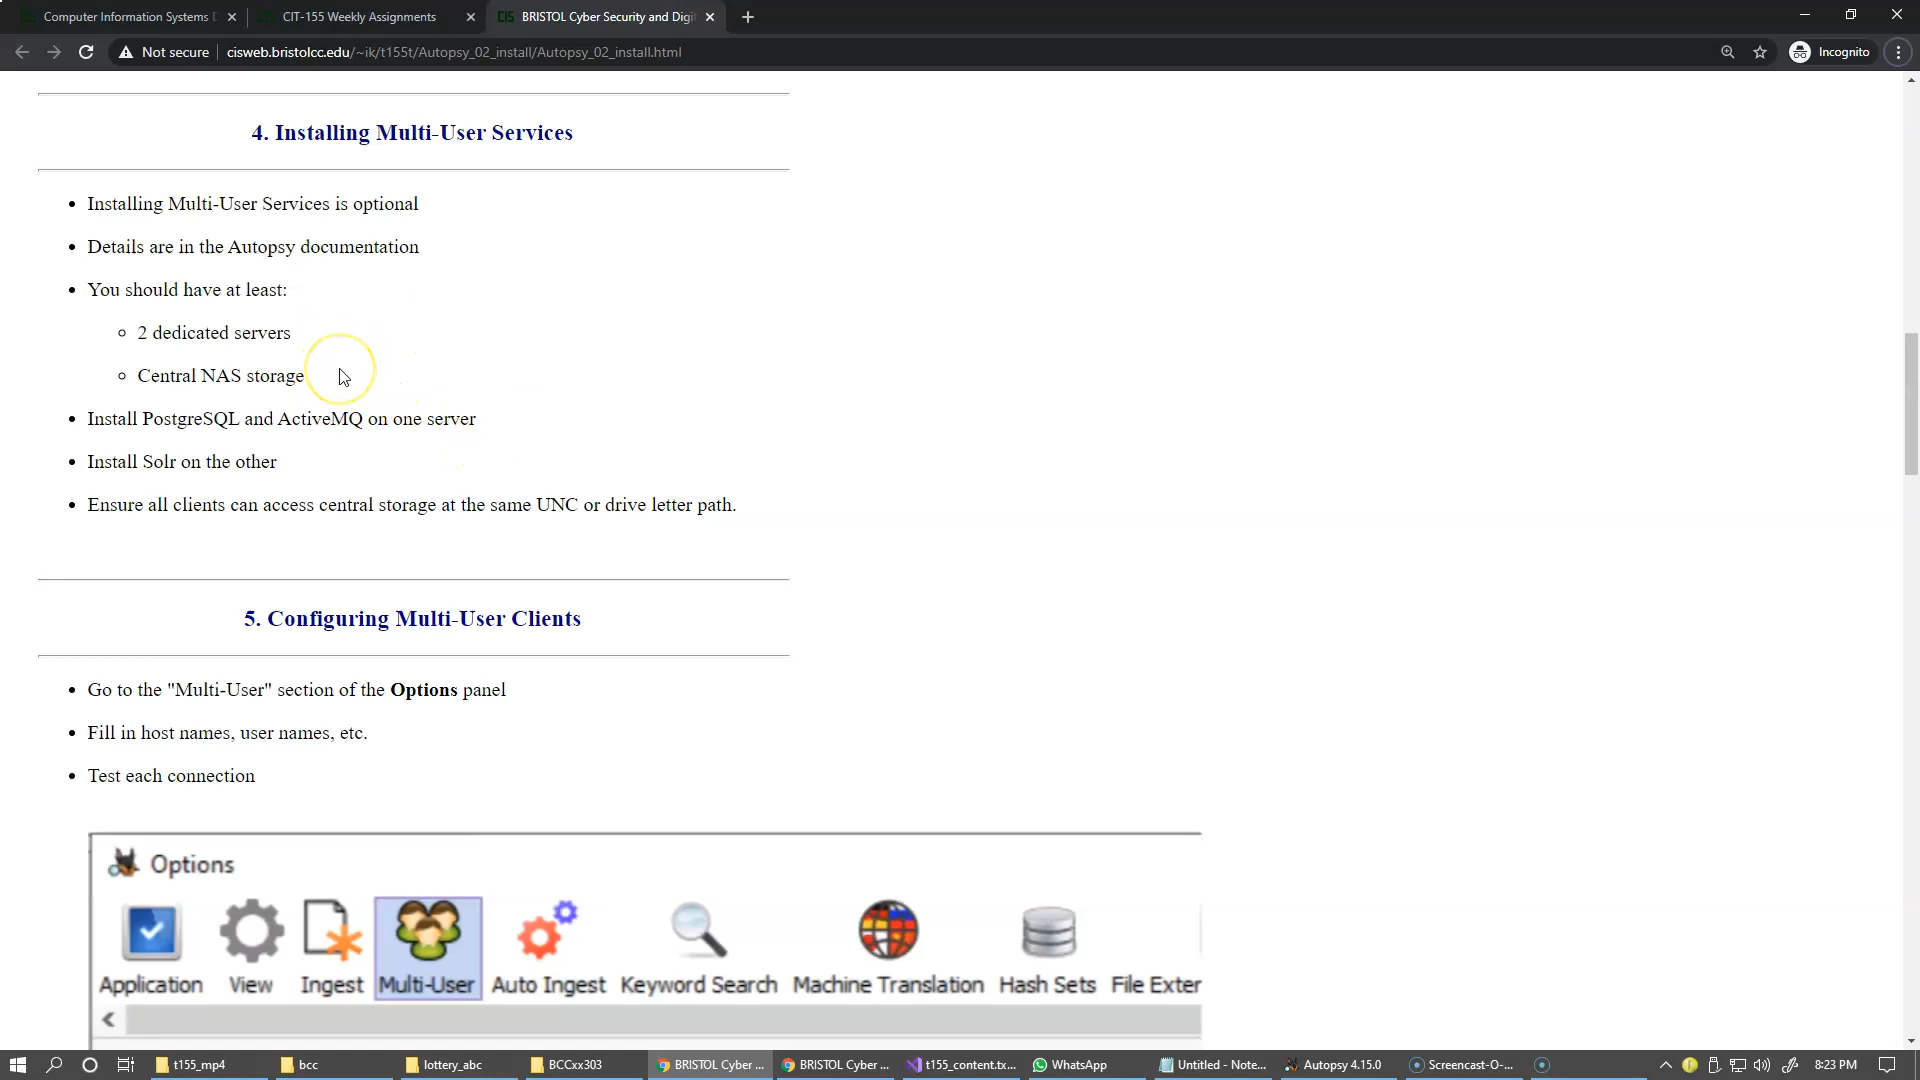 Computer Information Systems D
CIT-155 Weekly Assignments
CIS BRISTOL Cyber Security and Digit
Not secure
cisweb.bristolcc.edu/~ik/t155t/Autopsy_02_install/Autopsy_02_install.html
Incognito
4. Installing Multi-User Services
• Installing Multi-User Services is optional
• Details are in the Autopsy documentation
• You should have at least:
○ 2 dedicated servers
○ Central NAS storage
• Install PostgreSQL and ActiveMQ on one server
• Install Solr on the other
• Ensure all clients can access central storage at the same UNC or drive letter path.
5. Configuring Multi-User Clients
• Go to the "Multi-User" section of the Options panel
• Fill in host names, user names, etc.
• Test each connection
Options
Application View Ingest Multi-User Auto Ingest Keyword Search Machine Translation Hash Sets File Exter
t155_mp4 bcc lottery_abc BCCxx303 BRISTOL Cyber ... BRISTOL Cyber ... t155_content.tx... WhatsApp Untitled - Note... Autopsy 4.15.0 Screencast-O-... 8:23 PM